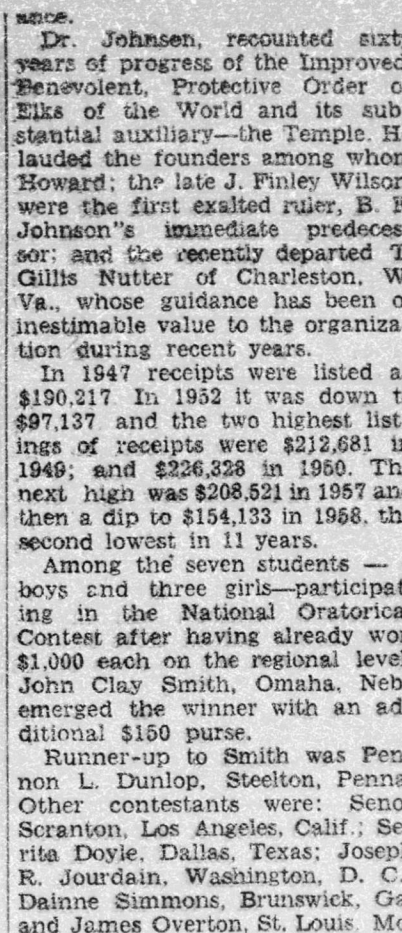 ance.
Dr. Johnsen, recounted sixt
years of progress of the Improved
Benevolent, Protective Order o
Elks of the World and its sub
stantial auxiliary—the Temple. H
lauded the founders among whom
Howard; the late J. Finley Wilson
were the first exalted ruler, B. F
Johnson"s immediate predeces
sor; and the recently departed T
Gillis Nutter of Charleston, W
Va., whose guidance has been o
inestimable value to the organiza
tion during recent years.
In 1947 receipts were listed a
$190,217. In 1952 it was down t
$97,137 and the two highest list
ings of receipts were $212,681 i
1949; and $226,328 in 1950. Th
next high was $208,521 in 1957 an
then a dip to $154,133 in 1958, th
second lowest in 11 years.
Among the seven students —
boys and three girls—participat
ing in the National Oratorica
Contest after having already wo
$1,000 each on the regional level
John Clay Smith, Omaha, Neb
emerged the winner with an ad
ditional $150 purse.
Runner-up to Smith was Pen
non L. Dunlop, Steelton, Penna
Other contestants were: Seno
Scranton, Los Angeles, Calif.; Se
rita Doyle, Dallas, Texas; Joseph
R. Jourdain, Washington, D. C.
Dainne Simmons, Brunswick, Ga
and James Overton, St. Louis, Mo